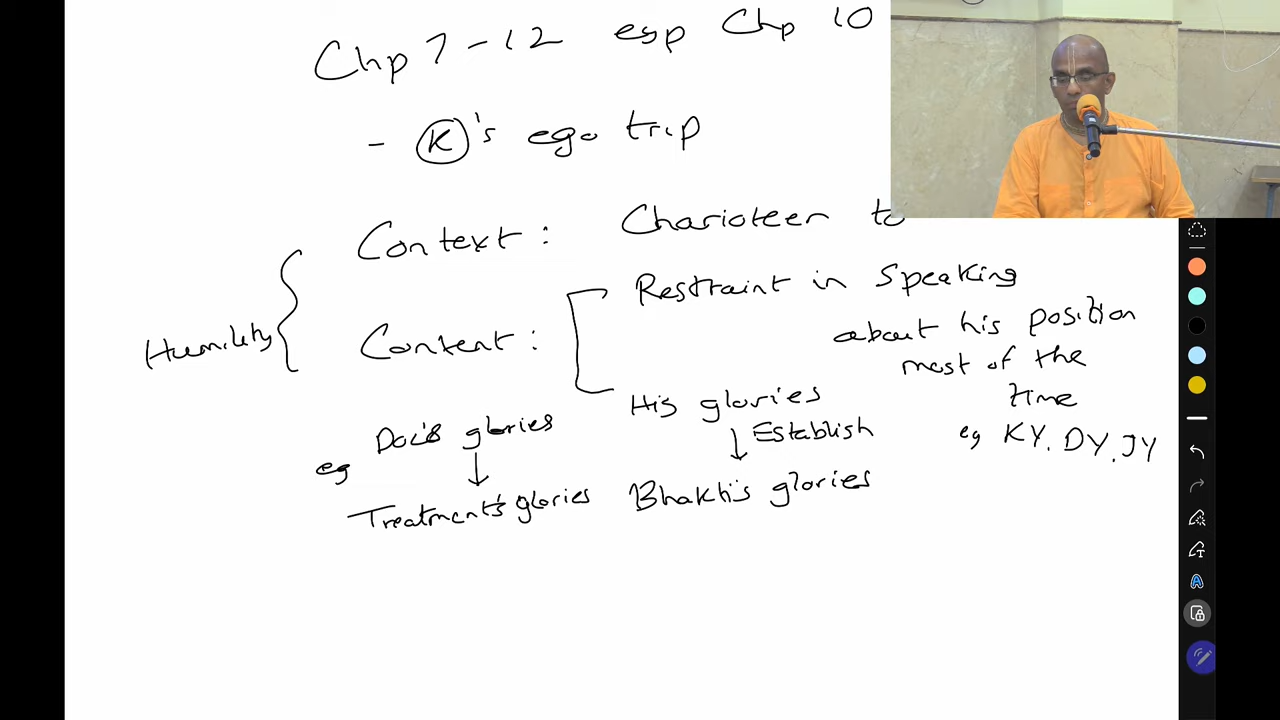 Chp 7-12 esp Chp 10
- K's ego trip
Context : Charioteer to
Humility
Content :
Restraint in speaking
about his position
most of the
time
eg KY, DY, JY
His glories
↓ Establish
Bhakti's glories
eg Doc's glories
↓
Treatment's glories